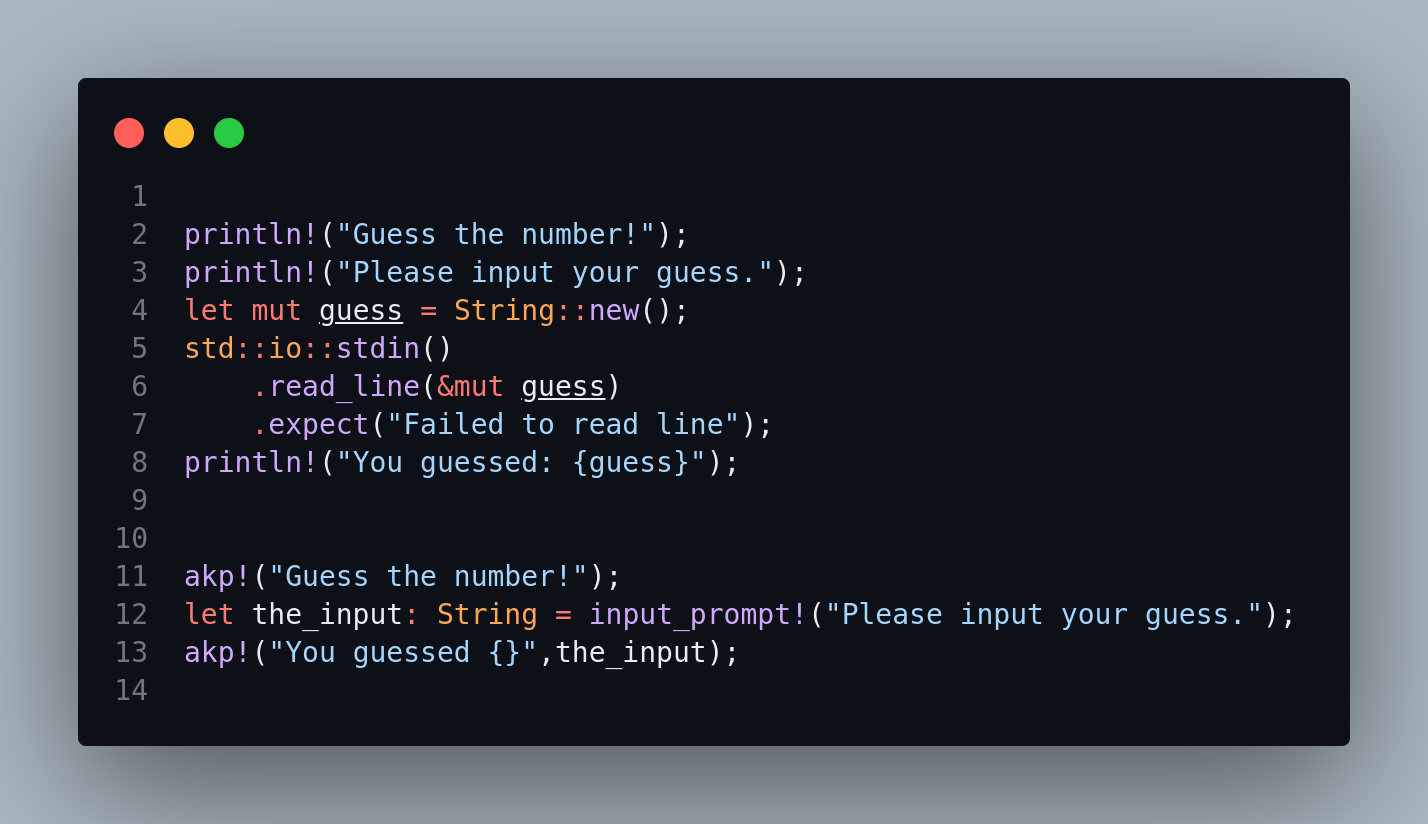 1
2 println!("Guess the number!");
3 println!("Please input your guess.");
4 let mut guess = String::new();
5 std::io::stdin()
6     .read_line(&mut guess)
7     .expect("Failed to read line");
8 println!("You guessed: {guess}");
9
10
11 akp!("Guess the number!");
12 let the_input: String = input_prompt!("Please input your guess.");
13 akp!("You guessed {}",the_input);
14